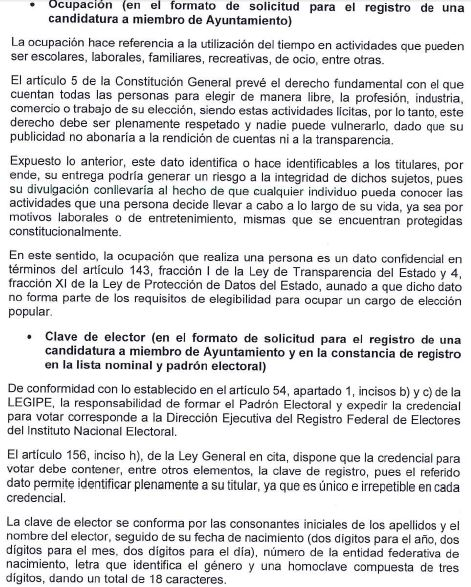 • Ocupación (en el formato de solicitud para el registro de una
candidatura a miembro de Ayuntamiento)
La ocupación hace referencia a la utilización del tiempo en actividades que pueden
ser escolares, laborales, familiares, recreativas, de ocio, entre otras.
El artículo 5 de la Constitución General prevé el derecho fundamental con el que
cuentan todas las personas para elegir de manera libre, la profesión, industria,
comercio o trabajo de su elección, siendo estas actividades lícitas, por lo tanto, este
derecho debe ser plenamente respetado y nadie puede vulnerarlo, dado que su
publicidad no abonaría a la rendición de cuentas ni a la transparencia.
Expuesto lo anterior, este dato identifica o hace identificables a los titulares, por
ende, su entrega podría generar un riesgo a la integridad de dichos sujetos, pues
su divulgación conllevaría al hecho de que cualquier individuo pueda conocer las
actividades que una persona decide llevar a cabo a lo largo de su vida, ya sea por
motivos laborales o de entretenimiento, mismas que se encuentran protegidas
constitucionalmente.
En este sentido, la ocupación que realiza una persona es un dato confidencial en
términos del artículo 143, fracción I de la Ley de Transparencia del Estado y 4,
fracción XI de la Ley de Protección de Datos del Estado, aunado a que dicho dato
no forma parte de los requisitos de elegibilidad para ocupar un cargo de elección
popular.
• Clave de elector (en el formato de solicitud para el registro de una
candidatura a miembro de Ayuntamiento y en la constancia de registro
en la lista nominal y padrón electoral)
De conformidad con lo establecido en el artículo 54, apartado 1, incisos b) y c) de la
LEGIPE, la responsabilidad de formar el Padrón Electoral y expedir la credencial
para votar corresponde a la Dirección Ejecutiva del Registro Federal de Electores
del Instituto Nacional Electoral.
El artículo 156, inciso h), de la Ley General en cita, dispone que la credencial para
votar debe contener, entre otros elementos, la clave de registro, pues el referido
dato permite identificar plenamente a su titular, ya que es único e irrepetible en cada
credencial.
La clave de elector se conforma por las consonantes iniciales de los apellidos y el
nombre del elector, seguido de su fecha de nacimiento (dos dígitos para el año, dos
dígitos para el mes, dos dígitos para el día), número de la entidad federativa de
nacimiento, letra que identifica el género y una homoclave compuesta de tres
dígitos, dando un total de 18 caracteres.